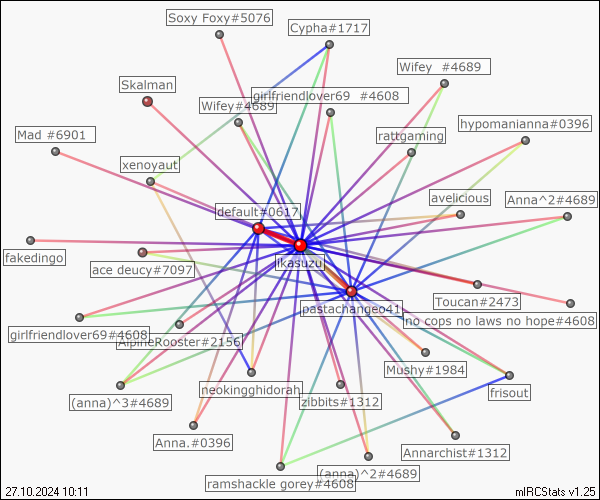 Soxy Foxy#5076
Cypha#1717
Wifey  #4689
Skalman
girlfriendlover69  #4608
Wifey#4689
hypomanianna#0396
Mad #6901
rattgaming
xenoyaut
avelicious
Anna^2#4689
default#0617
fakedingo
ikasuzu
ace deucy#7097
Toucan#2473
pastachangeo41
no cops no laws no hope#4608
girlfriendlover69#4608
AlpineRooster#2156
Mushy#1984
neokingghidorah
frisout
(anna)^3#4689
zibbits#1312
Anna.#0396
Annarchist#1312
(anna)^2#4689
ramshackle gorey#4608
27.10.2024 10:11
mIRCStats v1.25